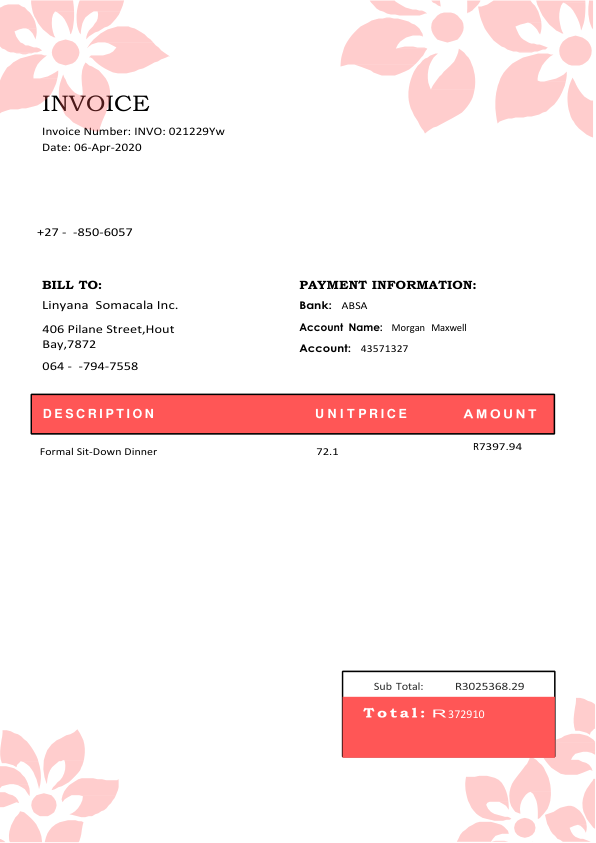 INVOICE
Invoice Number: INVO: 021229Yw
Date: 06-Apr-2020
+27 - -850-6057
BILL TO:
Linyana Somacala Inc.
406 Pilane Street,Hout
Bay,7872
064 - -794-7558
PAYMENT INFORMATION:
Bank: ABSA
Account Name: Morgan Maxwell
Account: 43571327
DESCRIPTION UNITPRICE AMOUNT
Formal Sit-Down Dinner 72.1 R7397.94
Sub Total: R3025368.29
Total: R372910